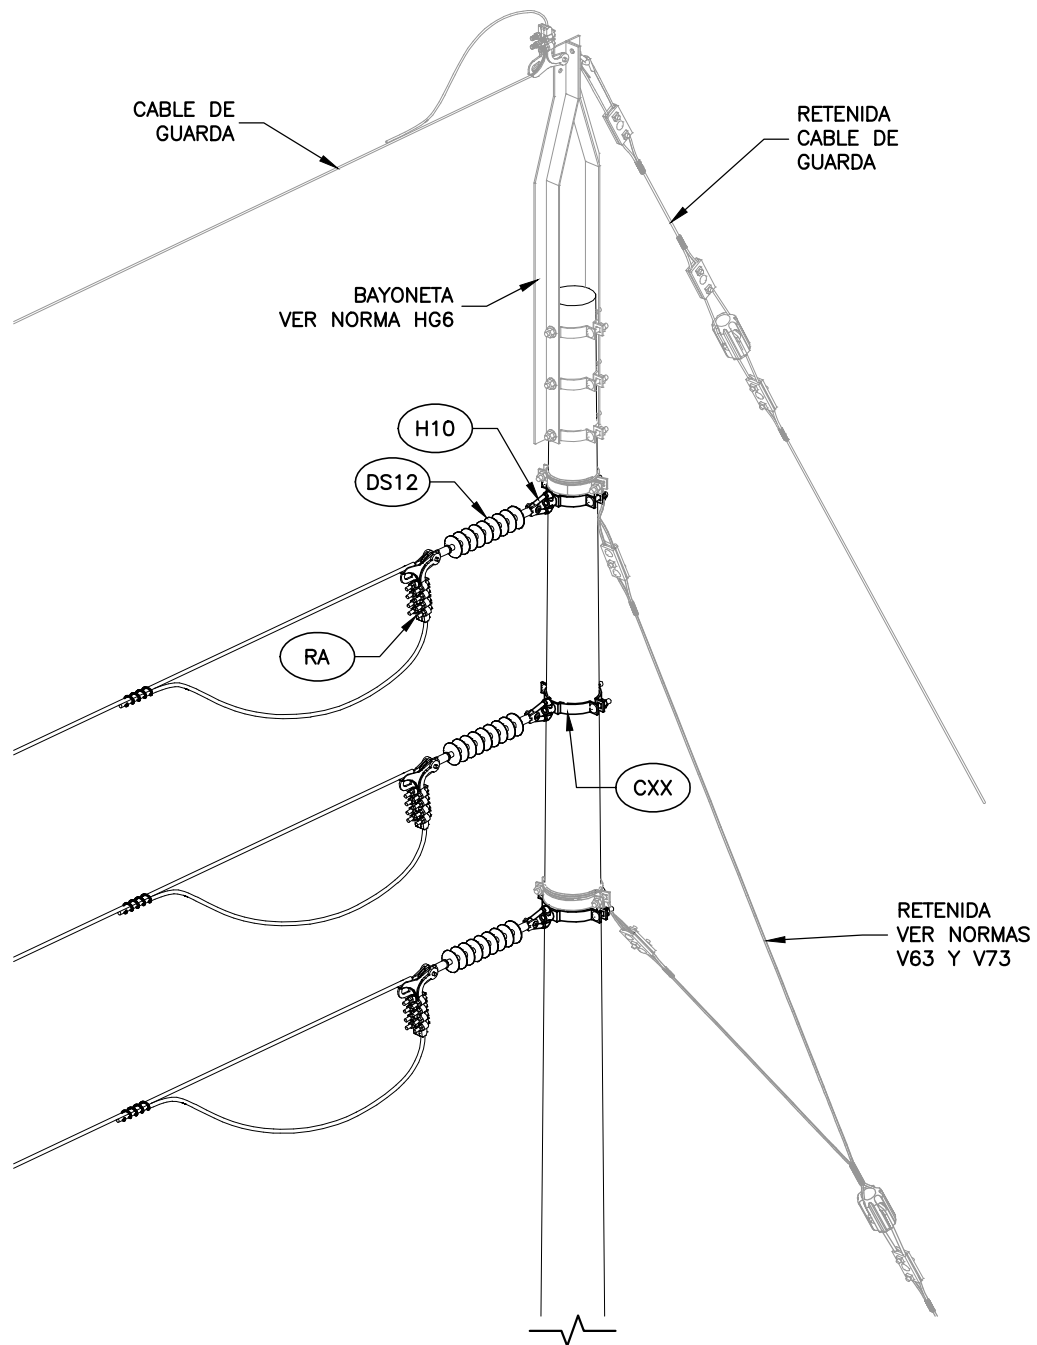 CABLE DE
GUARDA
RETENIDA
CABLE DE
GUARDA
BAYONETA
VER NORMA HG6
H10
DS12
RA
CXX
RETENIDA
VER NORMAS
V63 Y V73